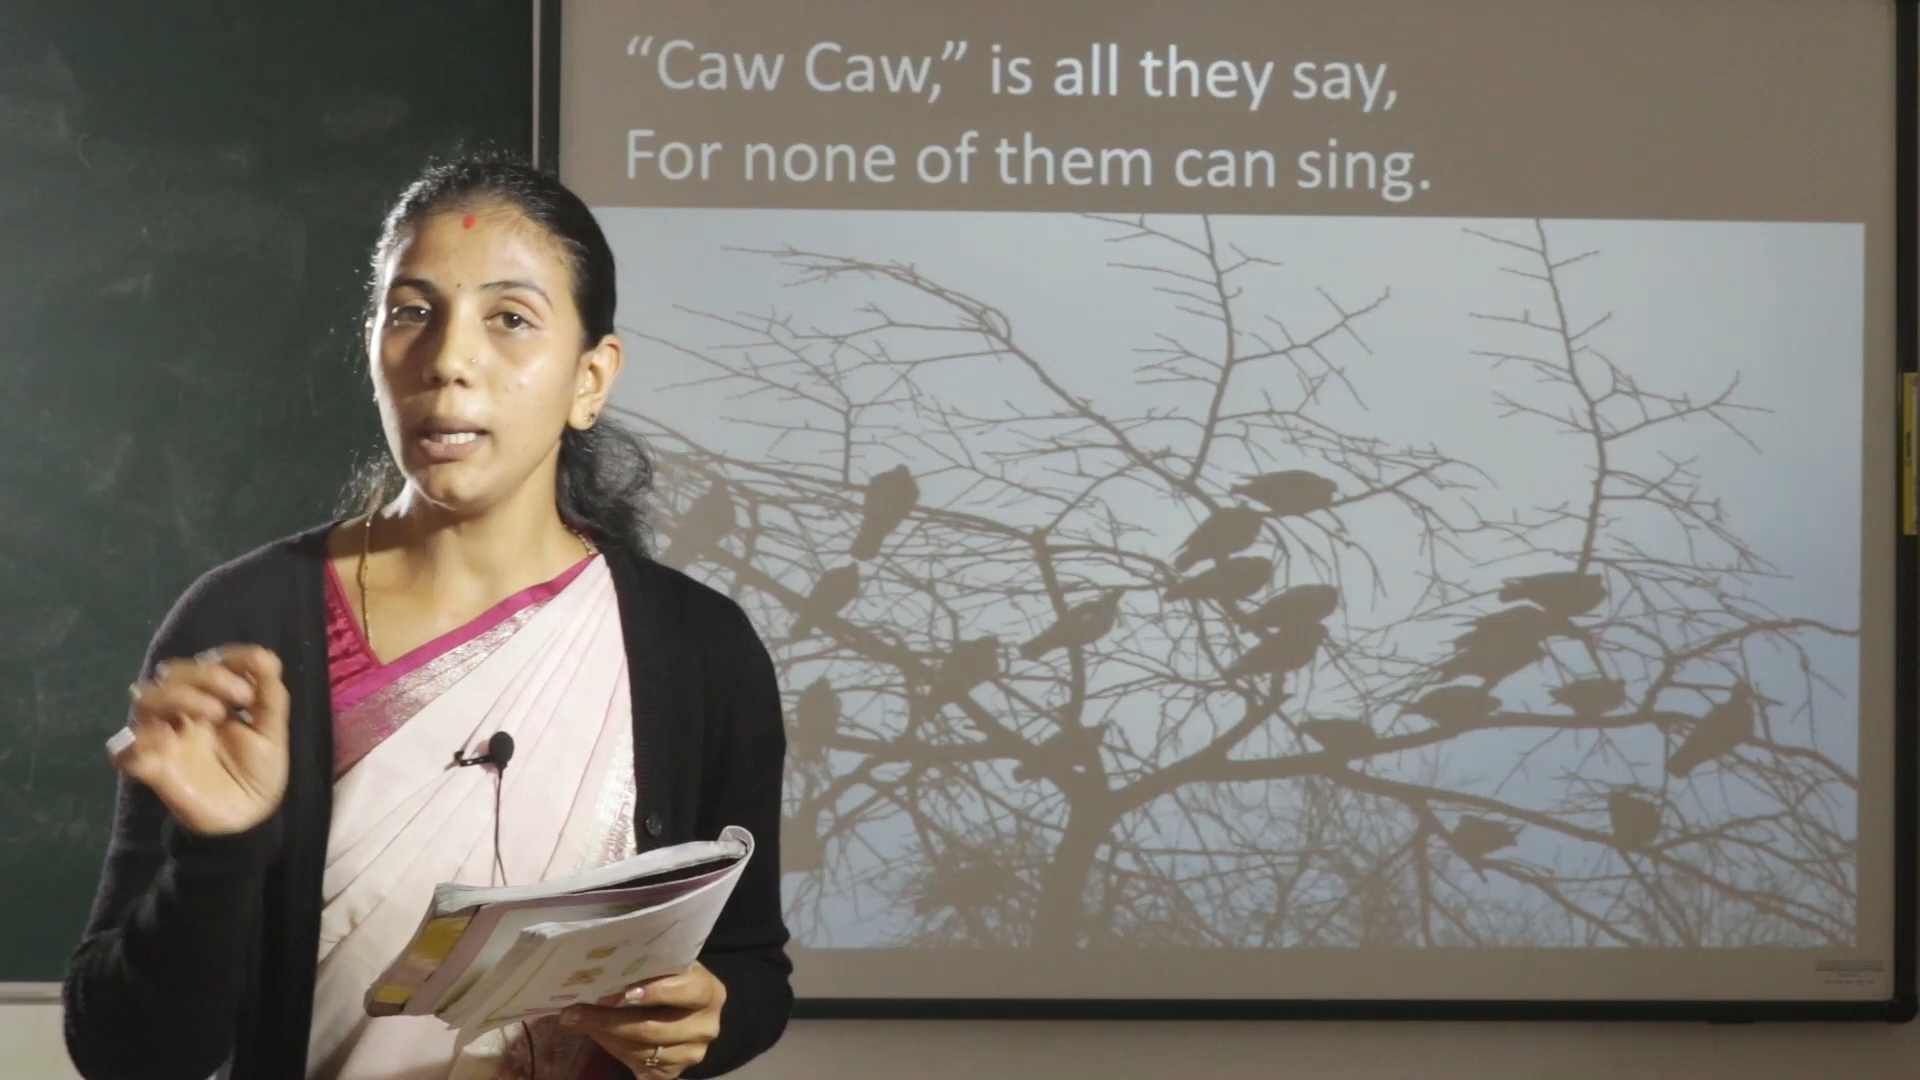 “Caw Caw,” is all they say,
For none of them can sing.